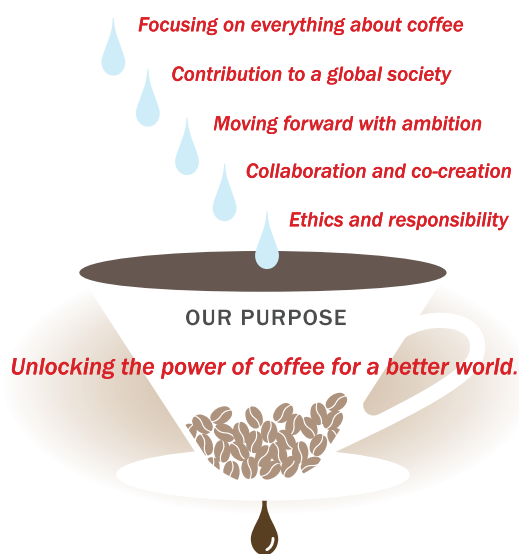 Focusing on everything about coffee
Contribution to a global society
Moving forward with ambition
Collaboration and co-creation
Ethics and responsibility
OUR PURPOSE
Unlocking the power of coffee for a better world.